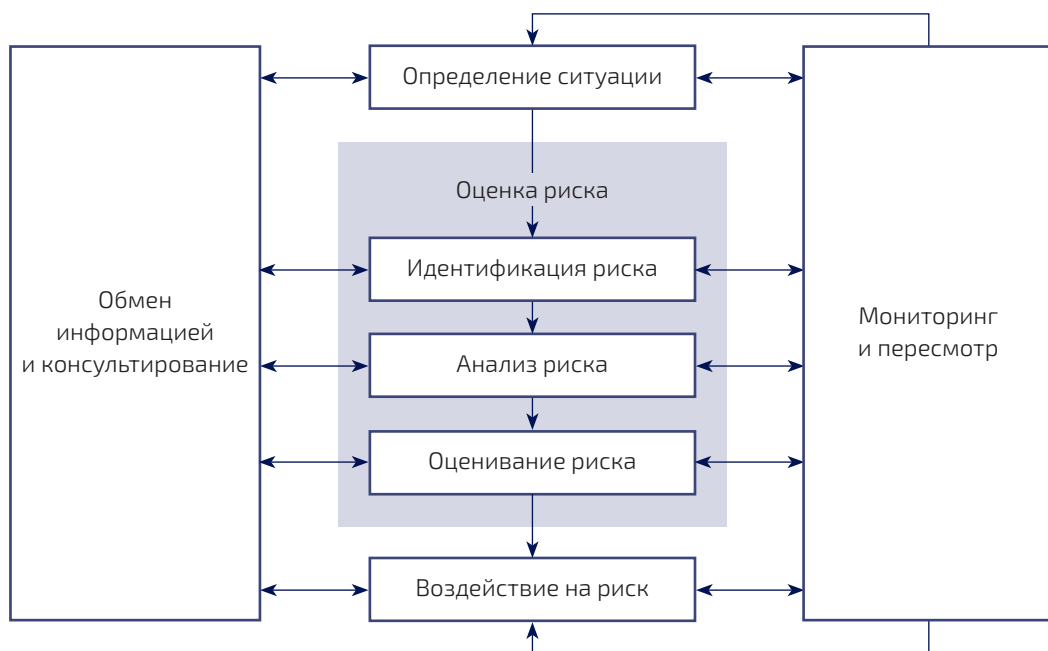 Определение ситуации
Оценка риска
Идентификация риска
Обмен
информацией
и консультирование
Мониторинг
и пересмотр
Анализ риска
Оценивание риска
Воздействие на риск